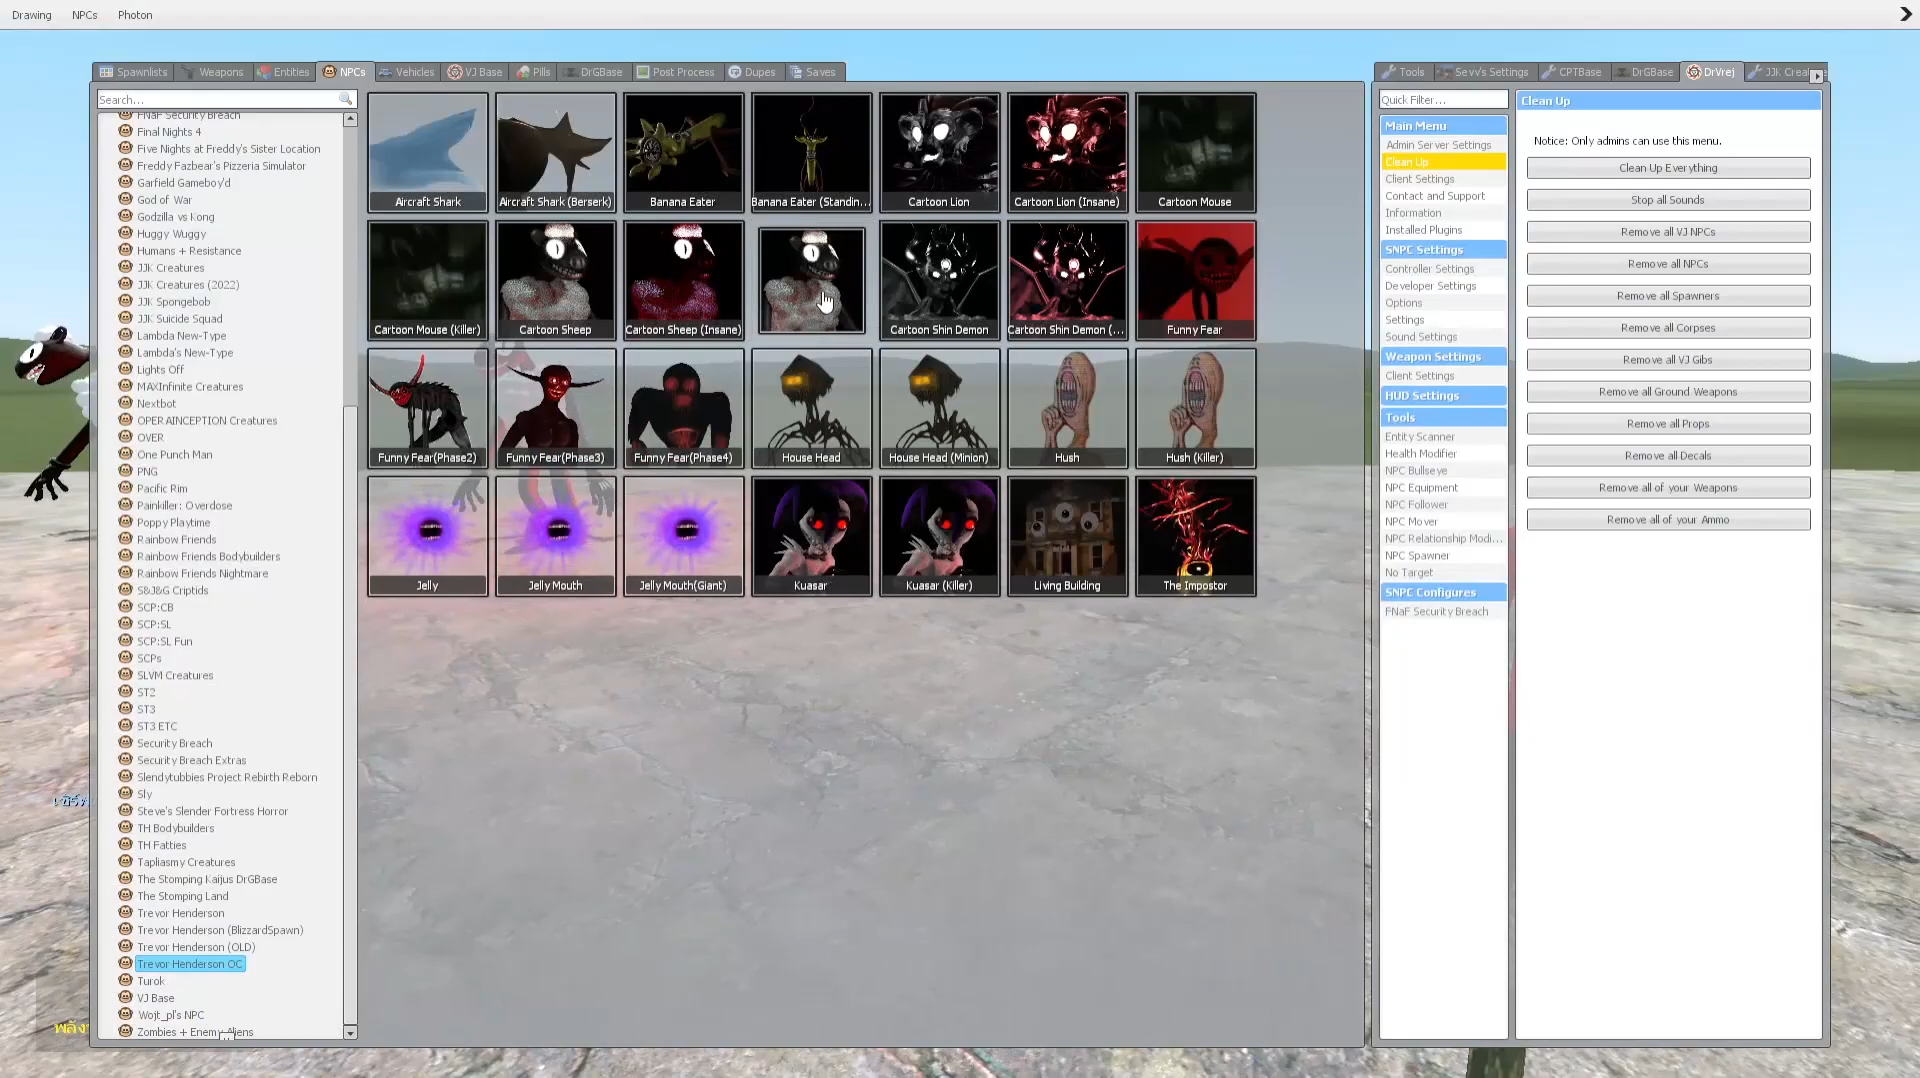 Drawing NPCs Photon
Spawnlists Weapons Entities NPCs Vehicles VJ Base Pills DrGBase Post Process Dupes Saves
Search...
FNaF Security Breach
Final Nights 4
Five Nights at Freddy's Sister Location
Freddy Fazbear's Pizzeria Simulator
Garfield Gameboy'd
God of War
Godzilla vs Kong
Huggy Wuggy
Humans + Resistance
JJK Creatures
JJK Creatures (2022)
JJK Spongebob
JJK Suicide Squad
Lambda New-Type
Lambda's New-Type
Lights Off
MAXInfinite Creatures
Nextbot
OPERAINCEPTION Creatures
OVER
One Punch Man
PNG
Pacific Rim
Painkiller: Overdose
Poppy Playtime
Rainbow Friends
Rainbow Friends Bodybuilders
Rainbow Friends Nightmare
S&J&G Criptids
SCP:CB
SCP:SL
SCP:SL Fun
SCPs
SLVM Creatures
ST2
ST3
ST3 ETC
Security Breach
Security Breach Extras
Slendytubbies Project Rebirth Reborn
Sly
Steve's Slender Fortress Horror
TH Bodybuilders
TH Fatties
Tapliasmy Creatures
The Stomping Kaijus DrGBase
The Stomping Land
Trevor Henderson
Trevor Henderson (BlizzardSpawn)
Trevor Henderson (OLD)
Trevor Henderson OC
Turok
VJ Base
Wojt_pl's NPC
Zombies + Enemy Aliens
Aircraft Shark Aircraft Shark (Berserk) Banana Eater Banana Eater (Standin... Cartoon Lion Cartoon Lion (Insane) Cartoon Mouse
Cartoon Mouse (Killer) Cartoon Sheep Cartoon Sheep (Insane) Cartoon Shin Demon Cartoon Shin Demon (... Funny Fear
Funny Fear(Phase2) Funny Fear(Phase3) Funny Fear(Phase4) House Head House Head (Minion) Hush Hush (Killer)
Jelly Jelly Mouth Jelly Mouth(Giant) Kuasar Kuasar (Killer) Living Building The Impostor
Tools Sevv's Settings CPTBase DrGBase DrVrej
Quick Filter...
Main Menu
Admin Server Settings
Clean Up
Client Settings
Contact and Support
Information
Installed Plugins
SNPC Settings
Controller Settings
Developer Settings
Options
Settings
Sound Settings
Weapon Settings
Client Settings
HUD Settings
Tools
Entity Scanner
Health Modifier
NPC Bullseye
NPC Equipment
NPC Follower
NPC Mover
NPC Relationship Modi...
NPC Spawner
No Target
SNPC Configures
FNaF Security Breach
Clean Up
Notice: Only admins can use this menu.
Clean Up Everything
Stop all Sounds
Remove all VJ NPCs
Remove all NPCs
Remove all Spawners
Remove all Corpses
Remove all VJ Gibs
Remove all Ground Weapons
Remove all Props
Remove all Decals
Remove all of your Weapons
Remove all of your Ammo